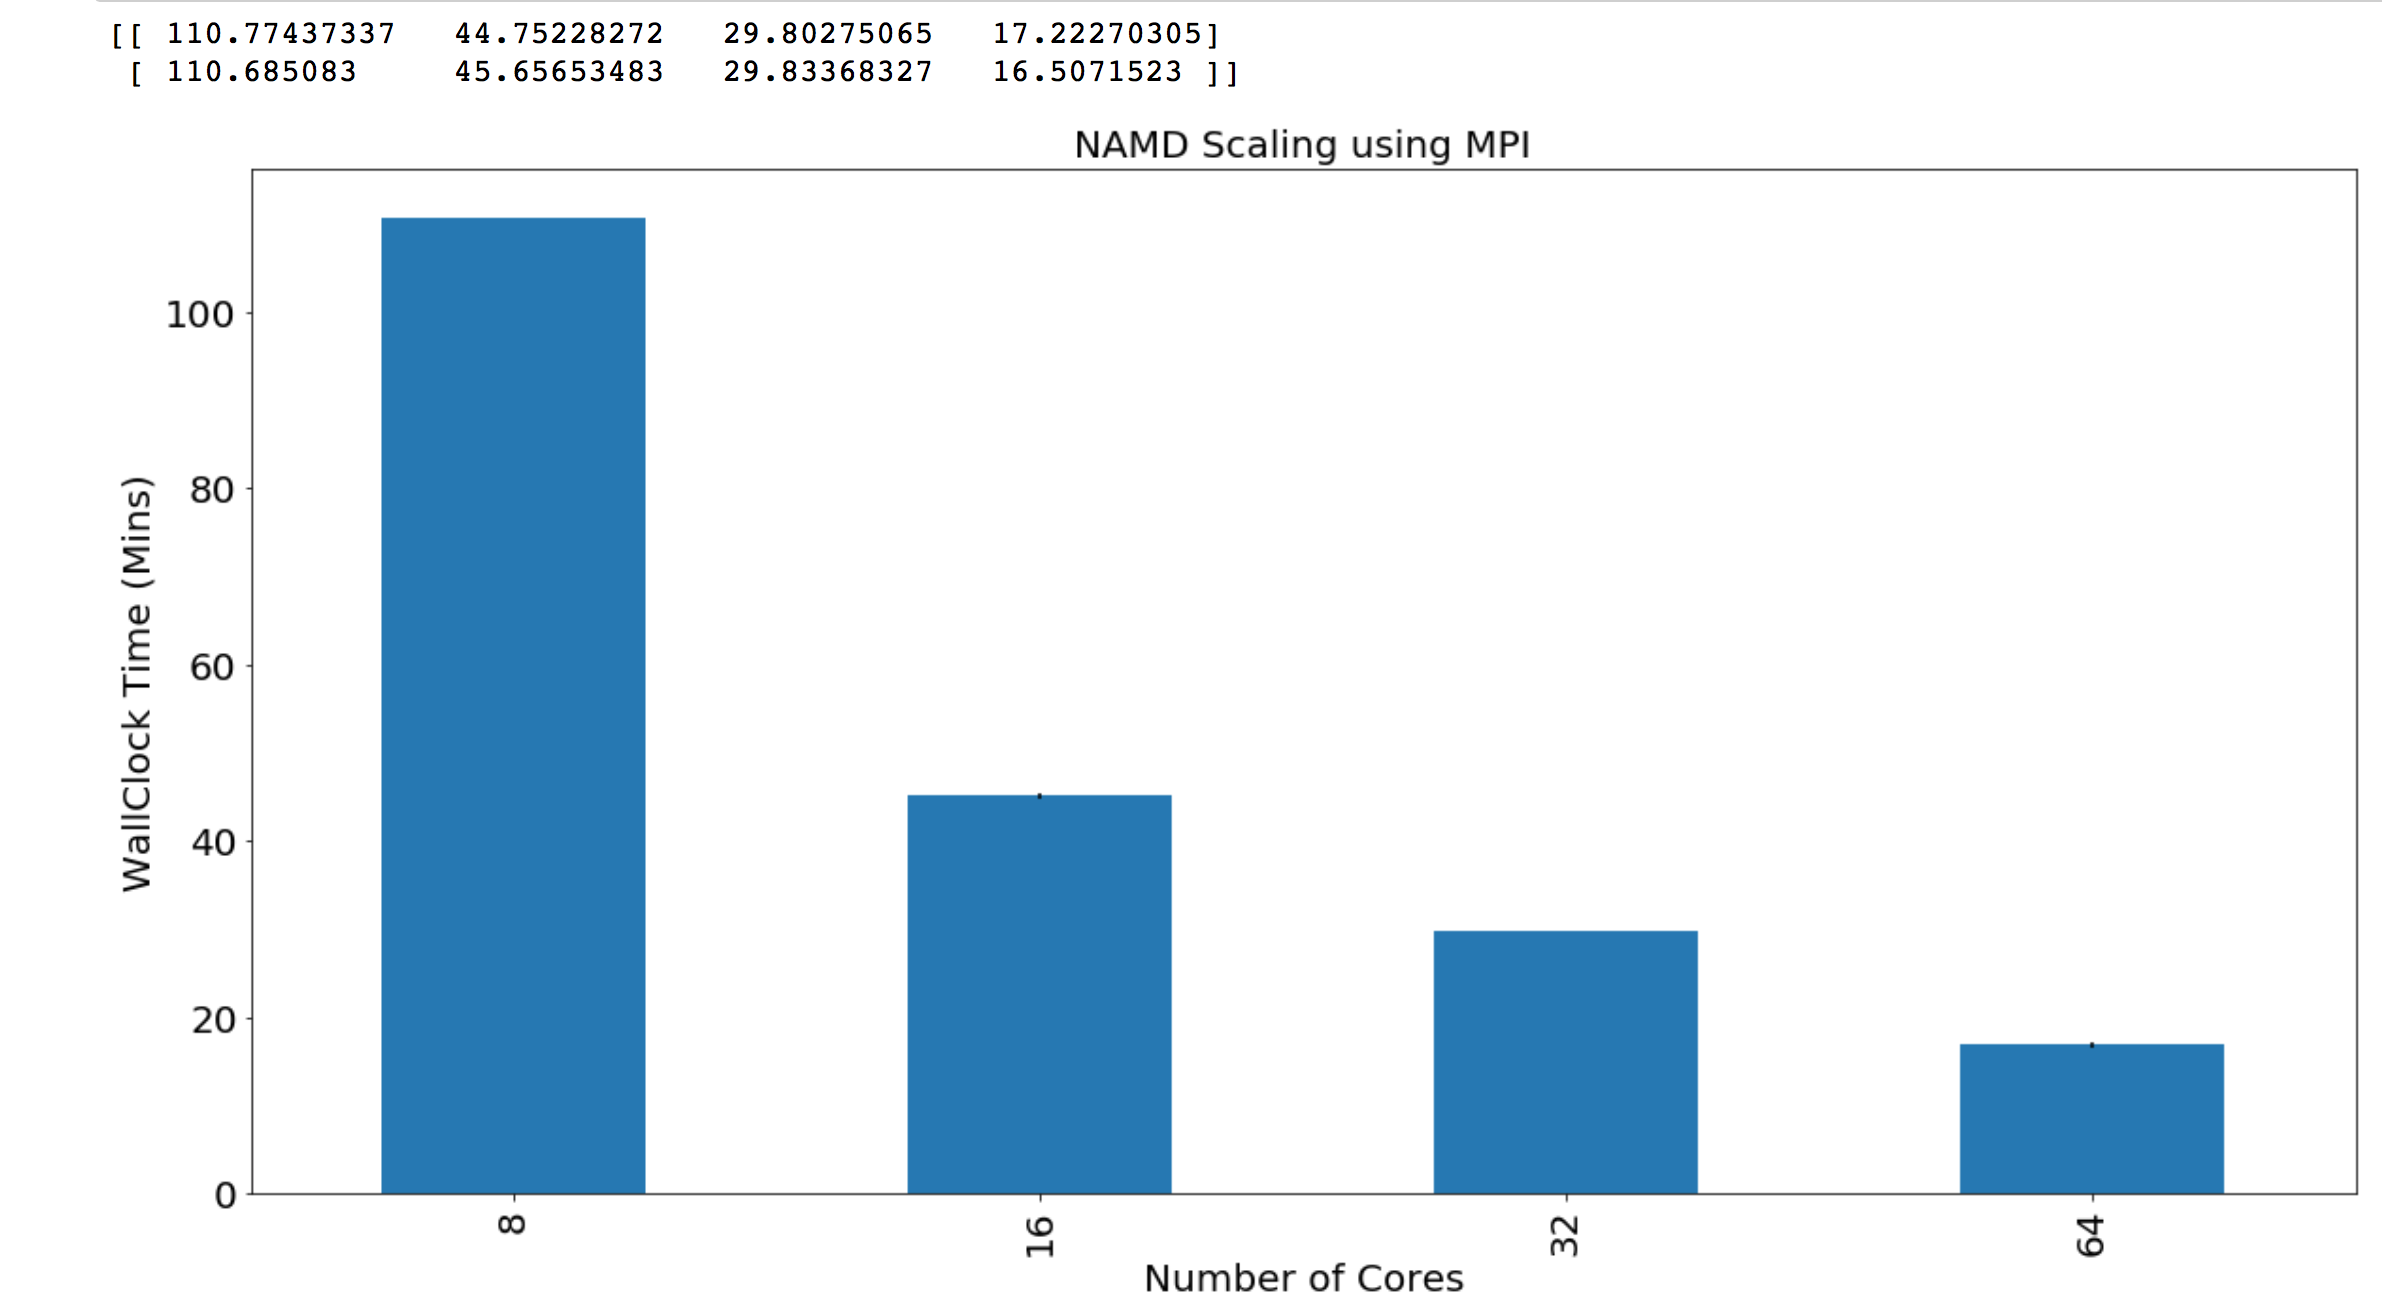 [[ 110.77437337 44.75228272 29.80275065 17.22270305]
[ 110.685083 45.65653483 29.83368327 16.5071523 ]]
NAMD Scaling using MPI
WallClock Time (Mins)
100
80
60
40
20
0
8 16 32 64
Number of Cores